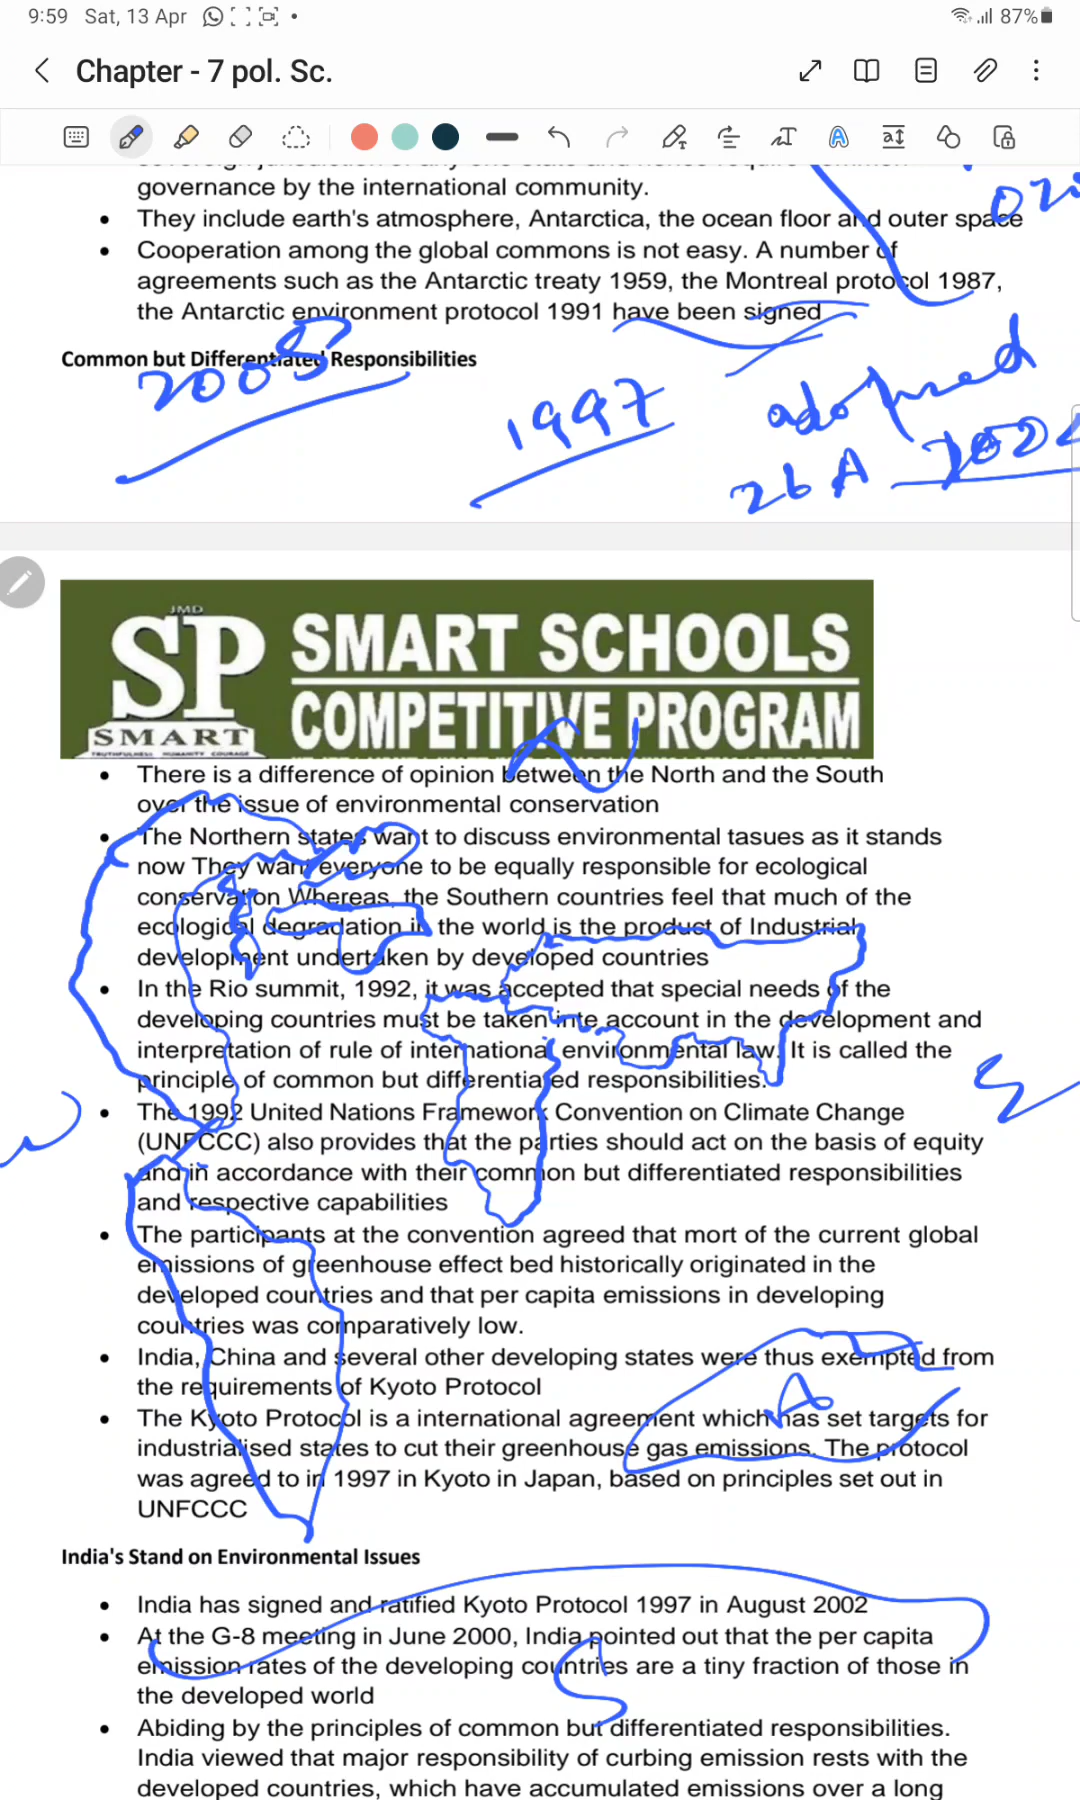 9:59 Sat, 13 Apr
87%
Chapter - 7 pol. Sc.
governance by the international community.
• They include earth's atmosphere, Antarctica, the ocean floor and outer space
• Cooperation among the global commons is not easy. A number of
agreements such as the Antarctic treaty 1959, the Montreal protocol 1987,
the Antarctic environment protocol 1991 have been signed
Common but Differentiated Responsibilities
2005
1997
adopted
26 A
JMD
SP SMART SCHOOLS
COMPETITIVE PROGRAM
SMART
TRUTHFULNESS HUMANITY COURAGE
• There is a difference of opinion between the North and the South
over the issue of environmental conservation
• The Northern states want to discuss environmental tasues as it stands
now They want everyone to be equally responsible for ecological
conservation Whereas, the Southern countries feel that much of the
ecological degradation in the world is the product of Industrial
development undertaken by developed countries
• In the Rio summit, 1992, it was accepted that special needs of the
developing countries must be taken inte account in the development and
interpretation of rule of international environmental law. It is called the
principle of common but differentiated responsibilities.
• The 1992 United Nations Framework Convention on Climate Change
(UNFCCC) also provides that the parties should act on the basis of equity
and in accordance with their common but differentiated responsibilities
and respective capabilities
• The participants at the convention agreed that mort of the current global
emissions of greenhouse effect bed historically originated in the
developed countries and that per capita emissions in developing
countries was comparatively low.
• India, China and several other developing states were thus exempted from
the requirements of Kyoto Protocol
• The Kyoto Protocol is a international agreement which has set targets for
industrialised states to cut their greenhouse gas emissions. The protocol
was agreed to in 1997 in Kyoto in Japan, based on principles set out in
UNFCCC
N
W
E
A
S
India's Stand on Environmental Issues
• India has signed and ratified Kyoto Protocol 1997 in August 2002
• At the G-8 meeting in June 2000, India pointed out that the per capita
emission rates of the developing countries are a tiny fraction of those in
the developed world
• Abiding by the principles of common but differentiated responsibilities.
India viewed that major responsibility of curbing emission rests with the
developed countries, which have accumulated emissions over a long